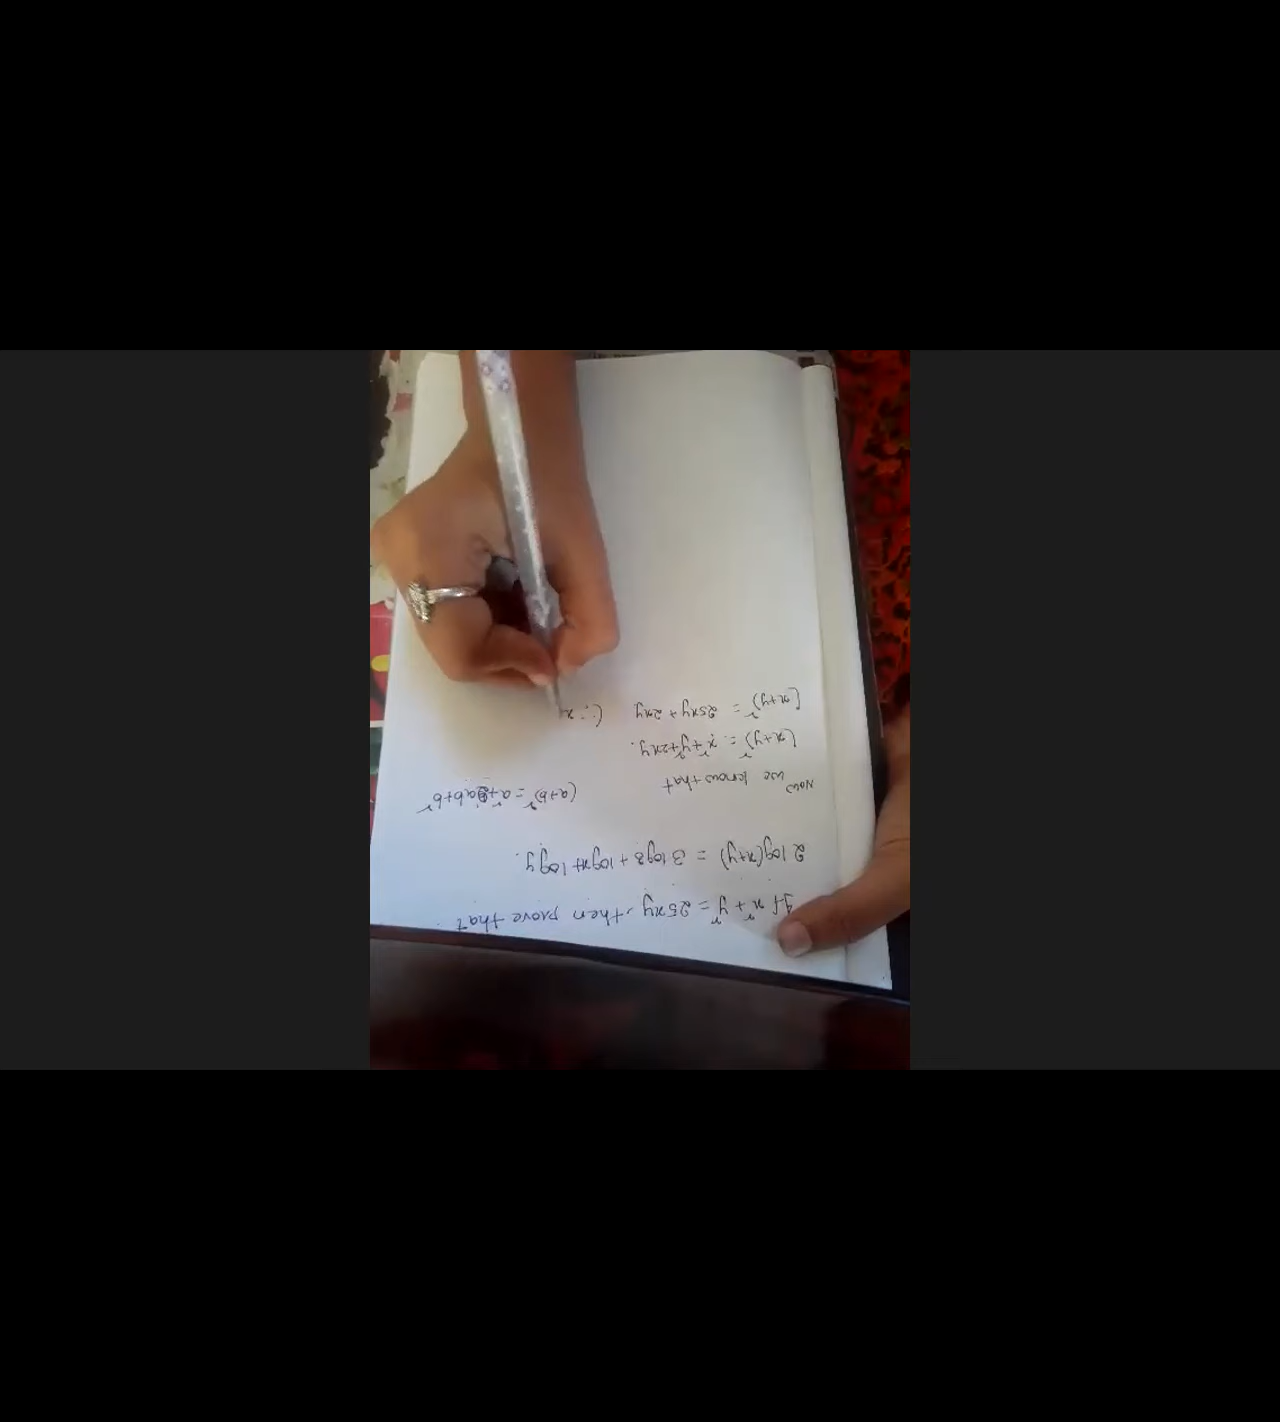 If x² + y² = 25xy, then prove that
2 log(x+y) = 3 log3 + logx + logy.
(a+b)² = a²+2ab+b²
Now we know that
(x+y)² = x²+y²+2xy.
(x+y)² = 25xy + 2xy (∵ x